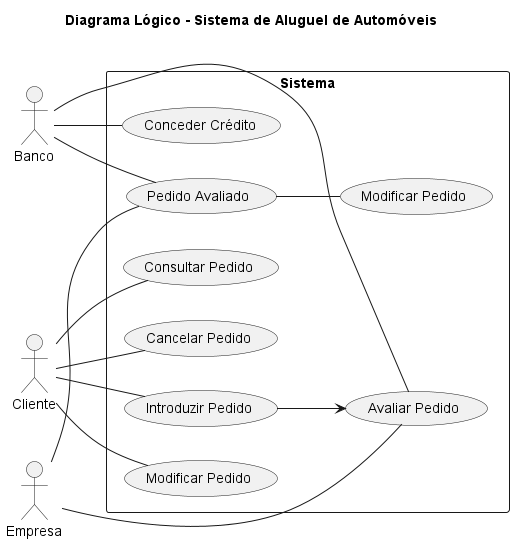 Diagrama Lógico - Sistema de Aluguel de Automóveis
Sistema
Banco
Conceder Crédito
Pedido Avaliado
Modificar Pedido
Consultar Pedido
Cancelar Pedido
Cliente
Introduzir Pedido
Avaliar Pedido
Modificar Pedido
Empresa